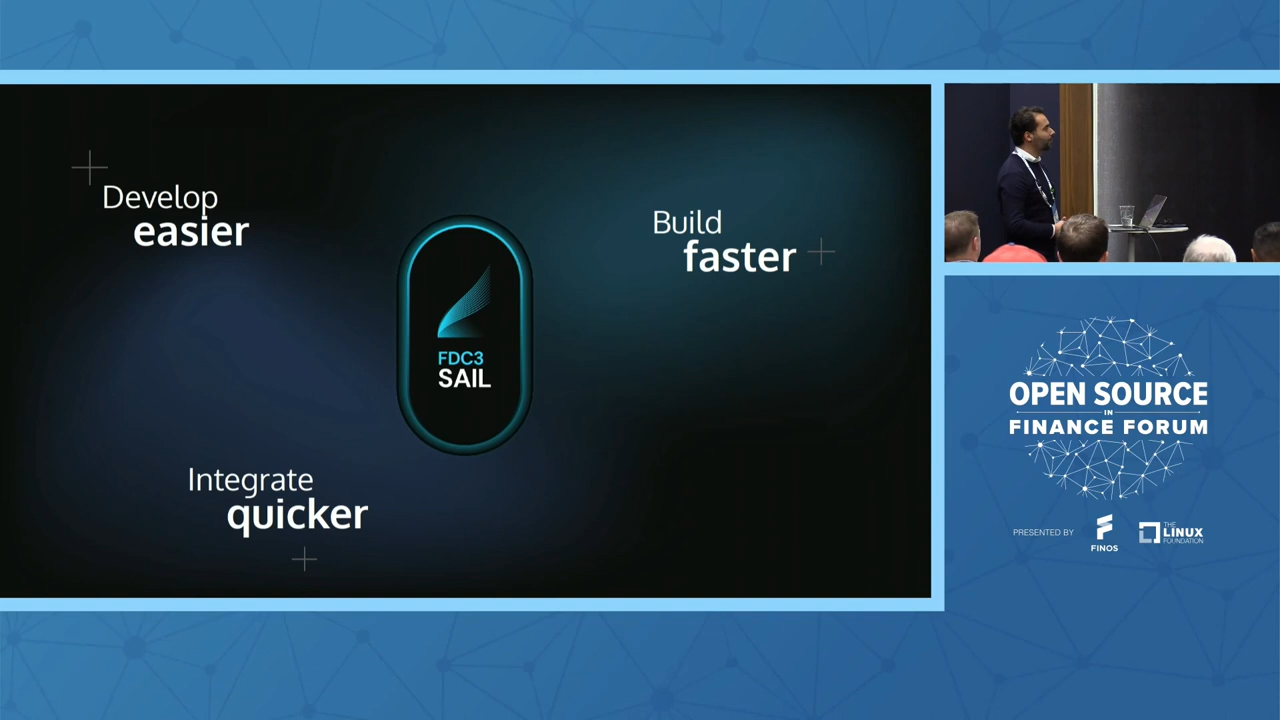 Develop
easier
Build
faster
FDC3
SAIL
Integrate
quicker
OPEN SOURCE
IN
FINANCE FORUM
PRESENTED BY
FINOS
THE
LINUX
FOUNDATION